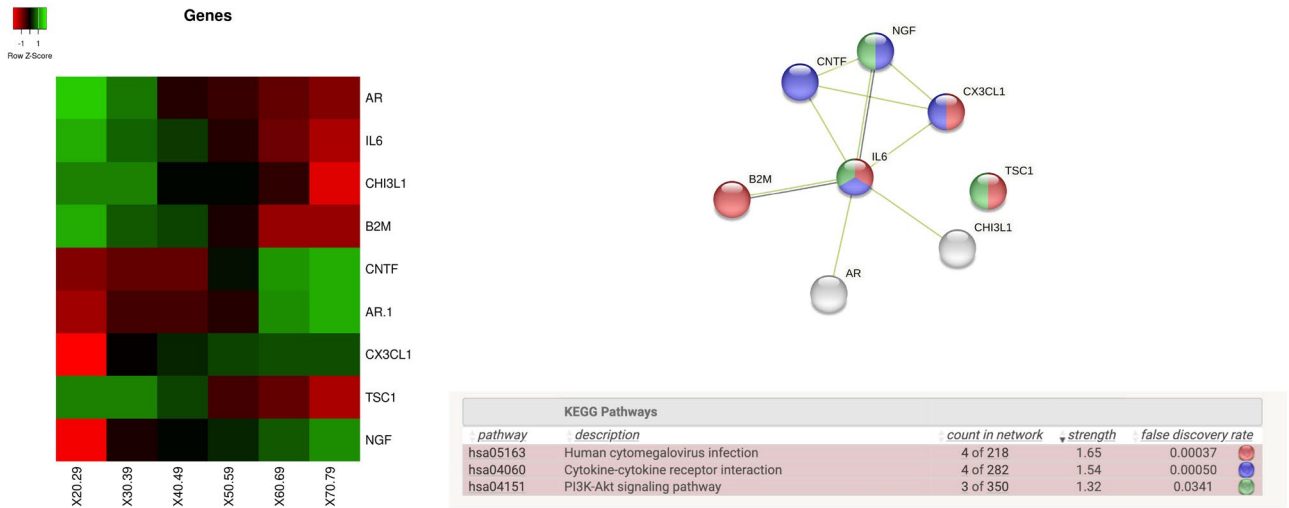 Genes
-1 1
Row Z-Score
AR
IL6
CHI3L1
B2M
CNTF
AR.1
CX3CL1
TSC1
NGF
X20.29
X30.39
X40.49
X50.59
X60.69
X70.79
NGF
CNTF
CX3CL1
IL6
TSC1
B2M
CHI3L1
AR
KEGG Pathways
pathway description count in network strength false discovery rate
hsa05163 Human cytomegalovirus infection 4 of 218 1.65 0.00037
hsa04060 Cytokine-cytokine receptor interaction 4 of 282 1.54 0.00050
hsa04151 PI3K-Akt signaling pathway 3 of 350 1.32 0.0341